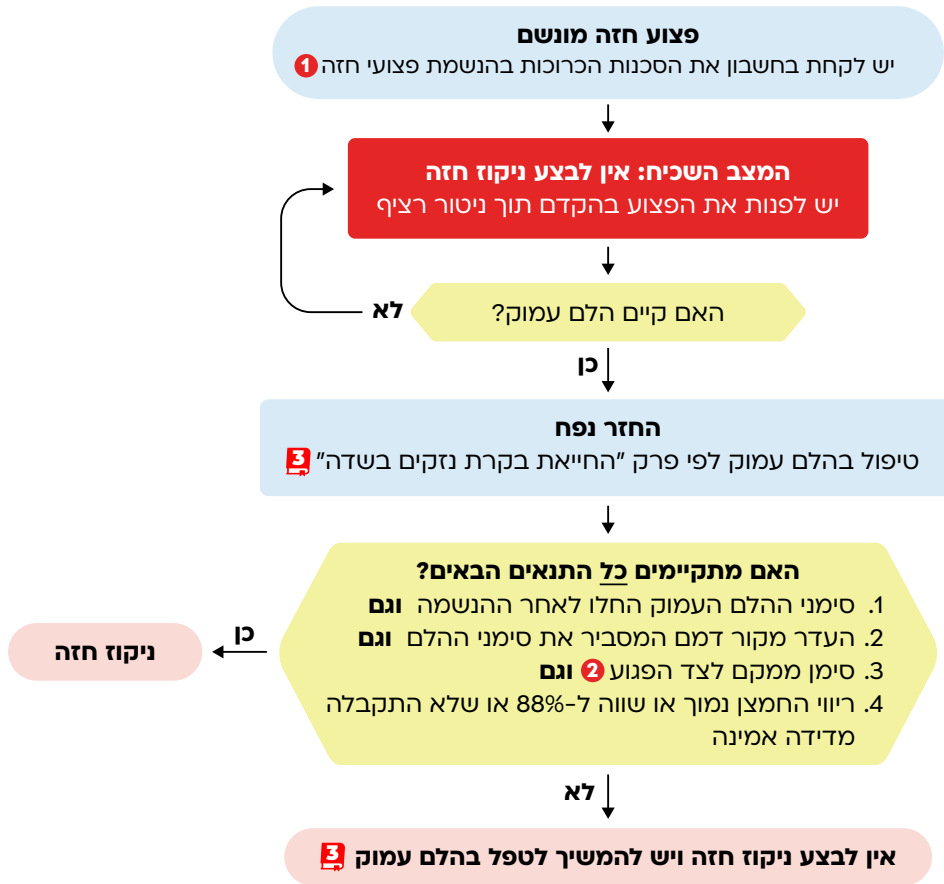 פצוע חזה מונשם
יש לקחת בחשבון את הסכנות הכרוכות בהנשמת פצועי חזה 1
המצב השכיח: אין לבצע ניקוז חזה
יש לפנות את הפצוע בהקדם תוך ניטור רציף
האם קיים הלם עמוק?
לא
כן
החזר נפח
טיפול בהלם עמוק לפי פרק "החייאת בקרת נזקים בשדה" 3
האם מתקיימים כל התנאים הבאים?
1. סימני ההלם העמוק החלו לאחר ההנשמה וגם
2. העדר מקור דמם המסביר את סימני ההלם וגם
3. סימן ממקם לצד הפגוע 2 וגם
4. ריווי החמצן נמוך או שווה ל-88% או שלא התקבלה
מדידה אמינה
כן
ניקוז חזה
לא
אין לבצע ניקוז חזה ויש להמשיך לטפל בהלם עמוק 3